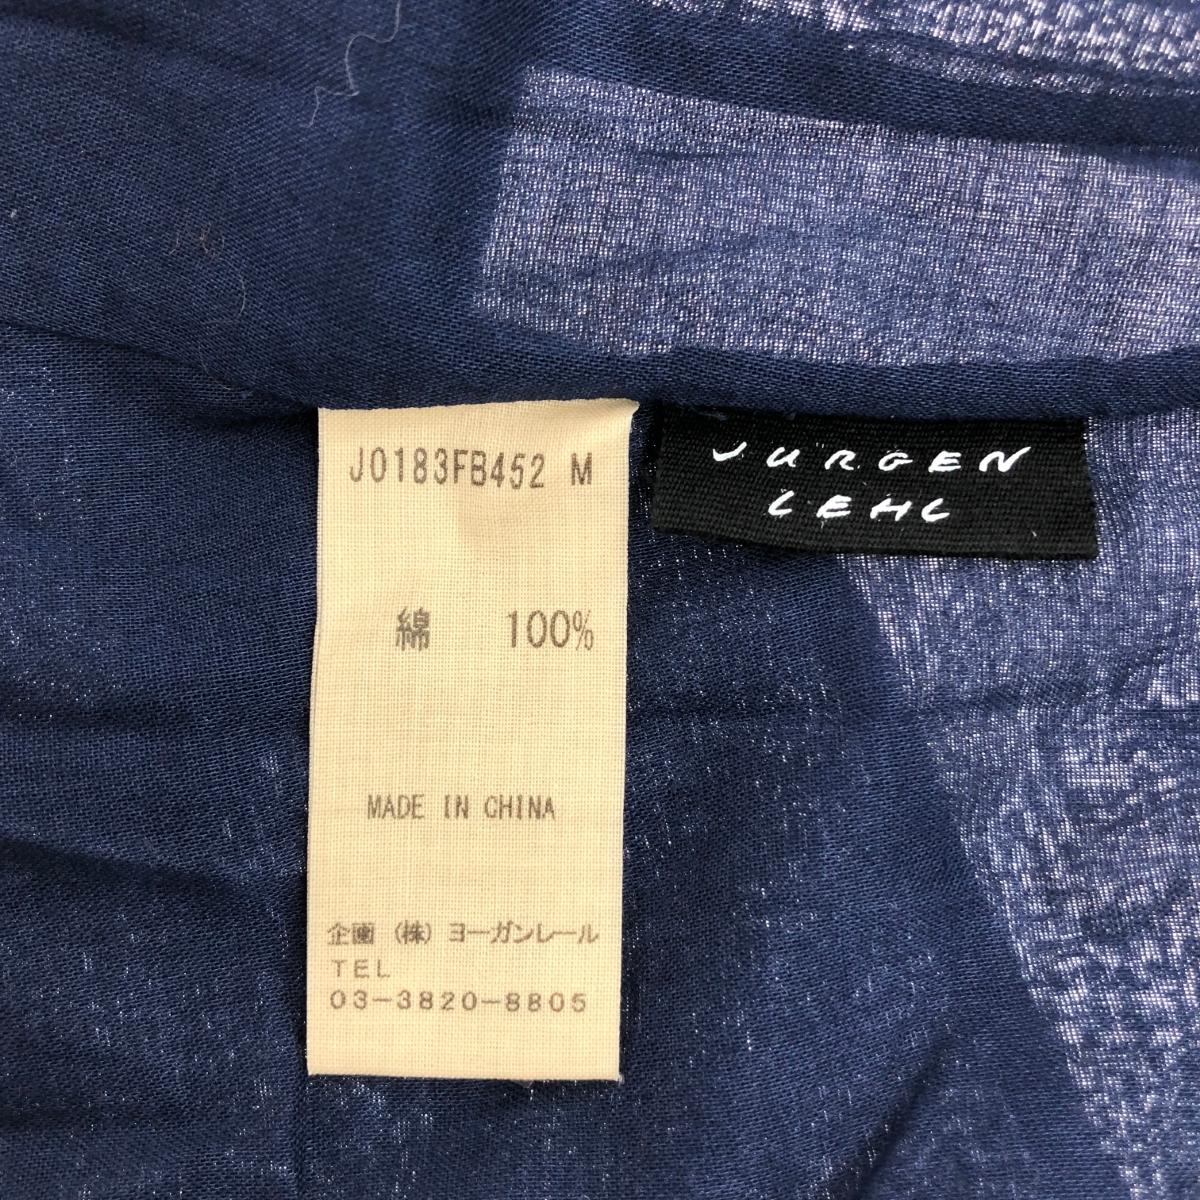 J0183FB452 M
綿 100%
MADE IN CHINA
企画 (株) ヨーガンレール
TEL
03-3820-8805
JURGEN
LEHL